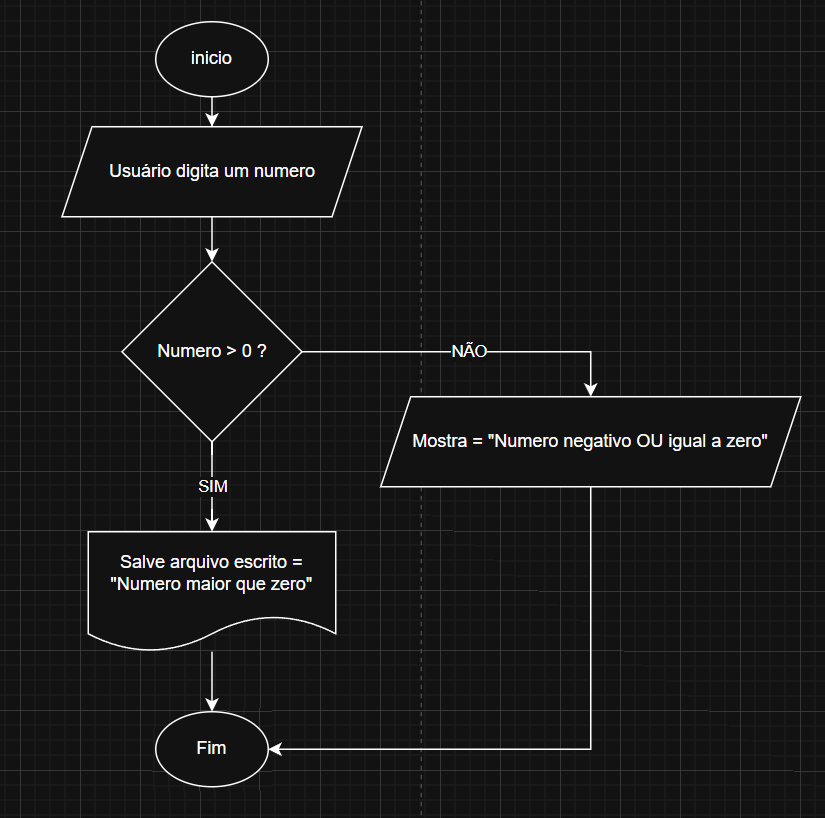 inicio
Usuário digita um numero
Numero > 0 ?
NÃO
Mostra = "Numero negativo OU igual a zero"
SIM
Salve arquivo escrito =
"Numero maior que zero"
Fim